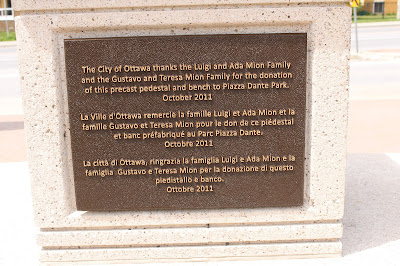 The City of Ottawa thanks the Luigi and Ada Mion Family
and the Gustavo and Teresa Mion Family for the donation
of this precast pedestal and bench to Piazza Dante Park.
October 2011
La Ville d'Ottawa remercie la famille Luigi et Ada Mion et la
famille Gustavo et Teresa Mion pour le don de ce piédestal
et banc préfabriqué au Parc Piazza Dante.
Octobre 2011
La città di Ottawa, ringrazia la famiglia Luigi e Ada Mion e la
famiglia Gustavo e Teresa Mion per la donazione di questo
piedistallo e banco.
Ottobre 2011